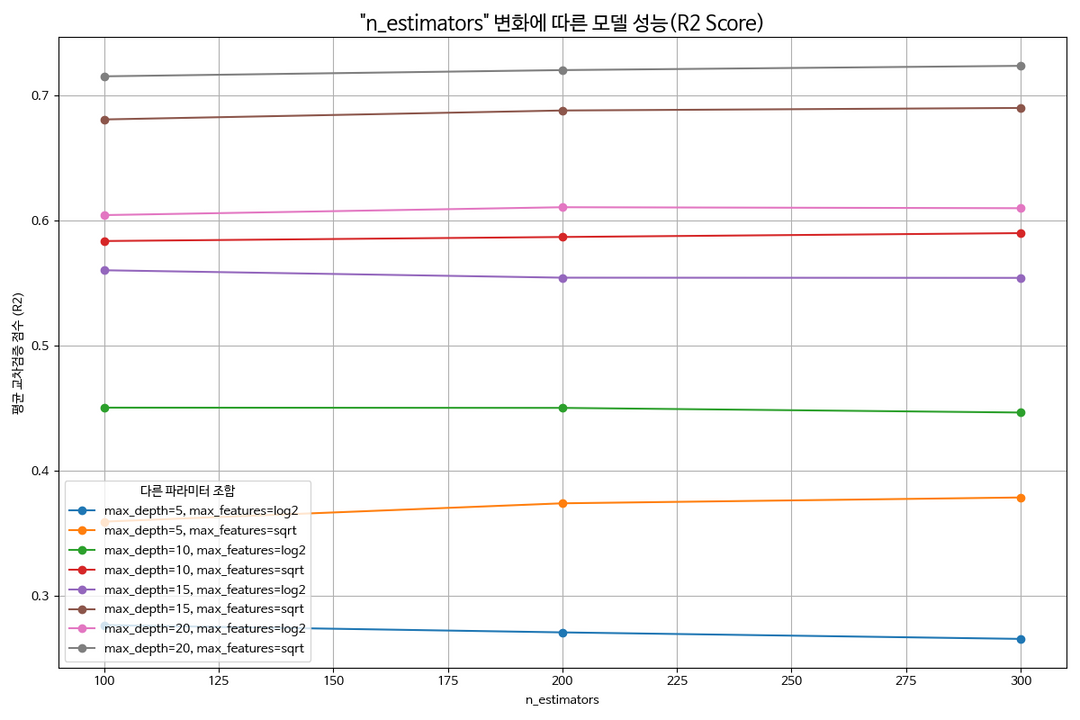 "n_estimators" 변화에 따른 모델 성능(R2 Score)
평균 교차검증 점수 (R2)
0.7
0.6
0.5
0.4
0.3
다른 파라미터 조합
max_depth=5, max_features=log2
max_depth=5, max_features=sqrt
max_depth=10, max_features=log2
max_depth=10, max_features=sqrt
max_depth=15, max_features=log2
max_depth=15, max_features=sqrt
max_depth=20, max_features=log2
max_depth=20, max_features=sqrt
100 125 150 175 200 225 250 275 300
n_estimators